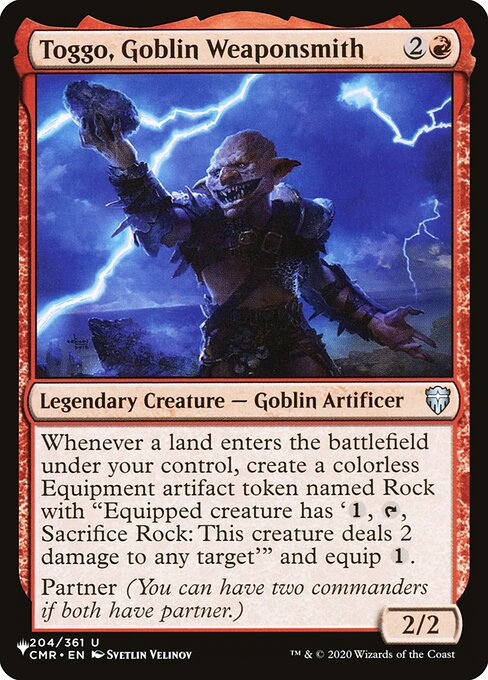 Toggo, Goblin Weaponsmith 2
Legendary Creature — Goblin Artificer
Whenever a land enters the battlefield
under your control, create a colorless
Equipment artifact token named Rock
with “Equipped creature has ‘1, T,
Sacrifice Rock: This creature deals 2
damage to any target’” and equip 1.
Partner (You can have two commanders
if both have partner.)
2/2
204/361 U
CMR • EN Svetlin Velinov
™ & © 2020 Wizards of the Coast